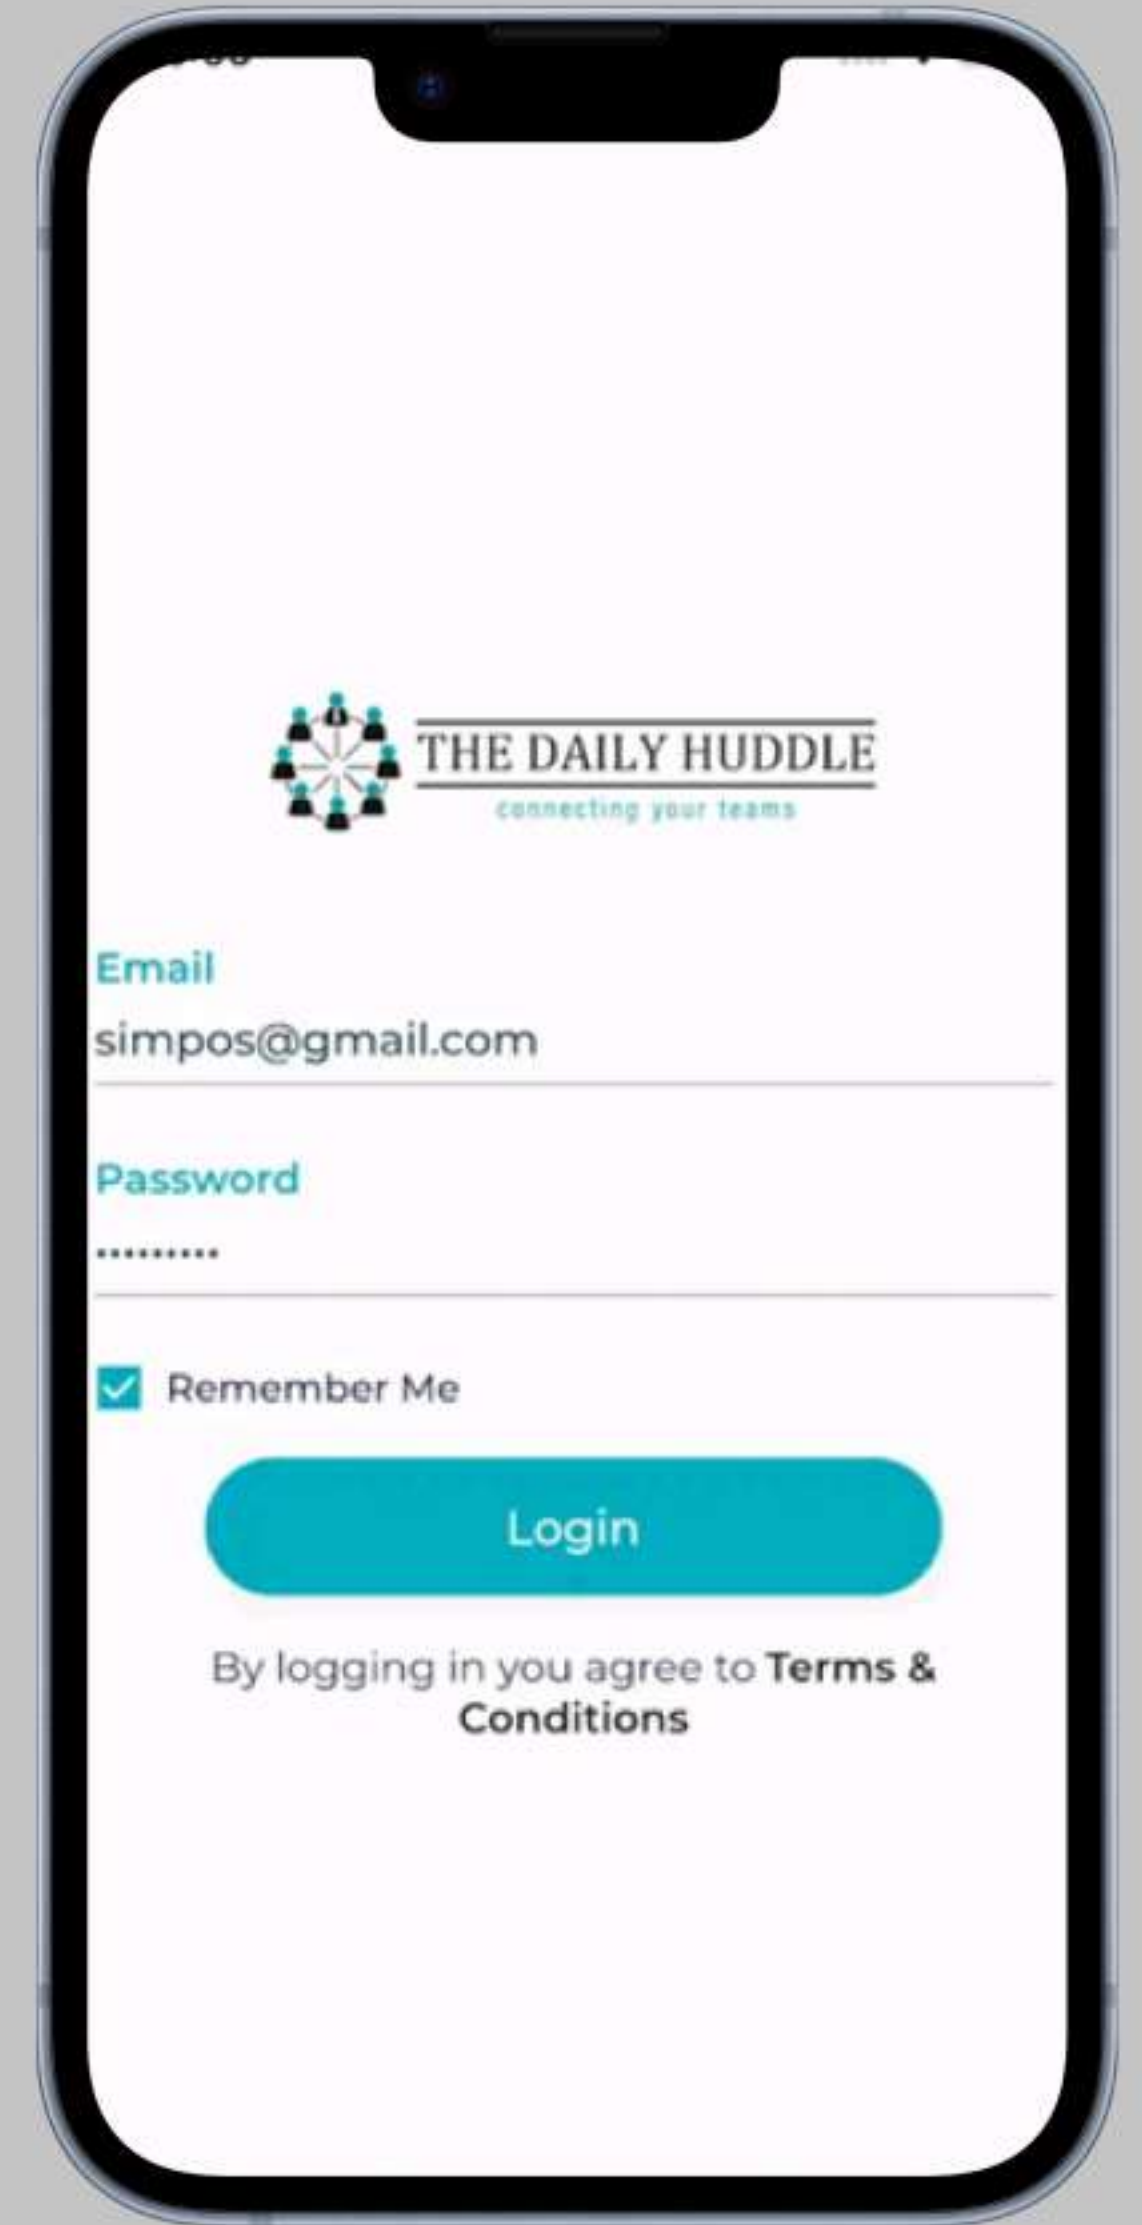 THE DAILY HUDDLE
connecting your teams
Email
simpos@gmail.com
Password
•••••••••
Remember Me
Login
By logging in you agree to Terms &
Conditions